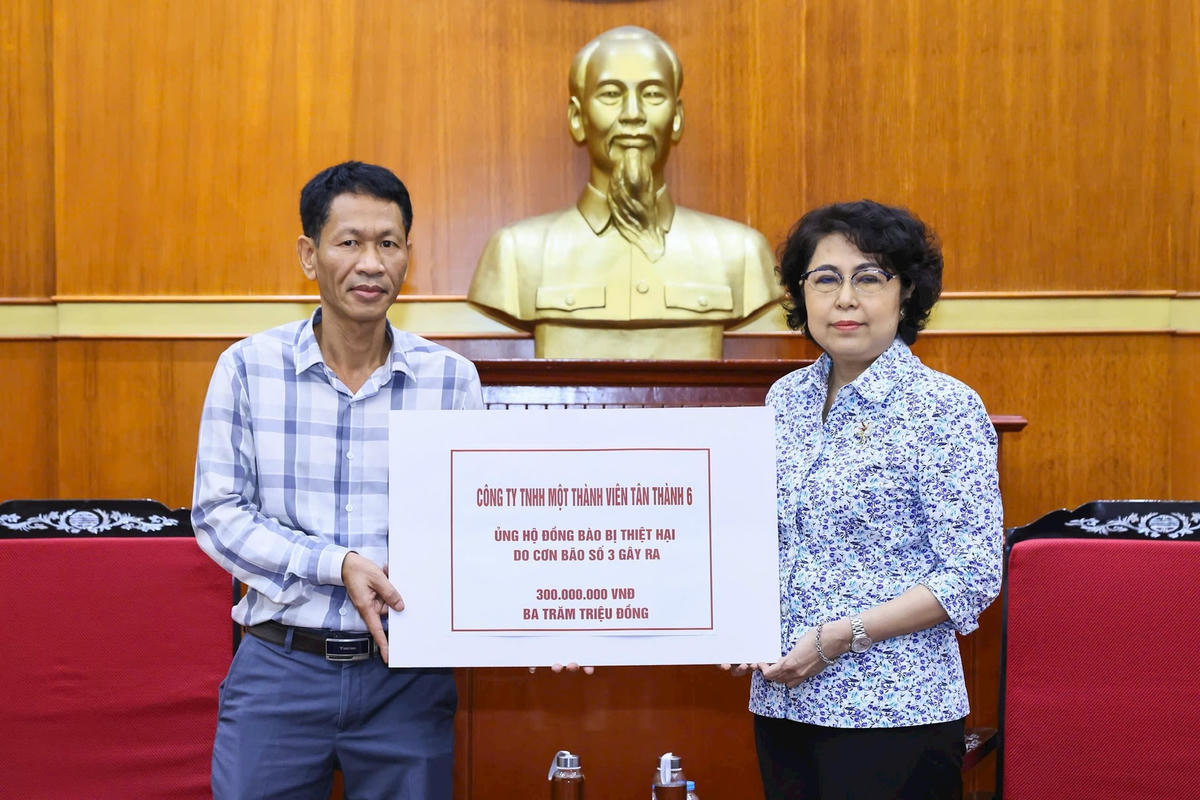 CÔNG TY TNHH MỘT THÀNH VIÊN TÂN THÀNH 6
ỦNG HỘ ĐỒNG BÀO BỊ THIỆT HẠI
DO CƠN BÃO SỐ 3 GÂY RA
300.000.000 VNĐ
BA TRĂM TRIỆU ĐỒNG